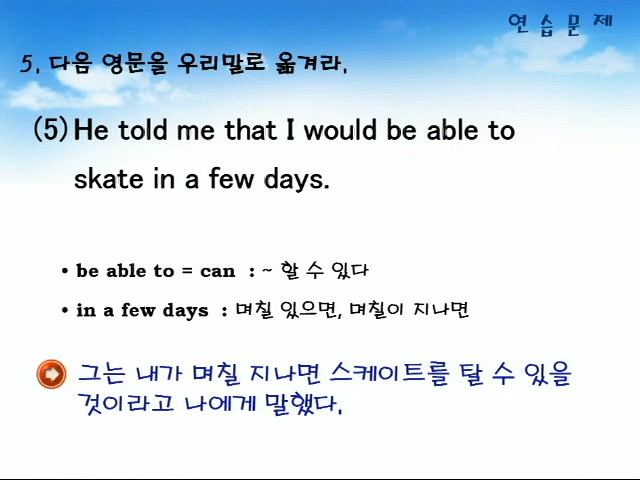 연습문제
5. 다음 영문을 우리말로 옮겨라.
(5) He told me that I would be able to
skate in a few days.
• be able to = can : ~ 할 수 있다
• in a few days : 며칠 있으면, 며칠이 지나면
그는 내가 며칠 지나면 스케이트를 탈 수 있을
것이라고 나에게 말했다.